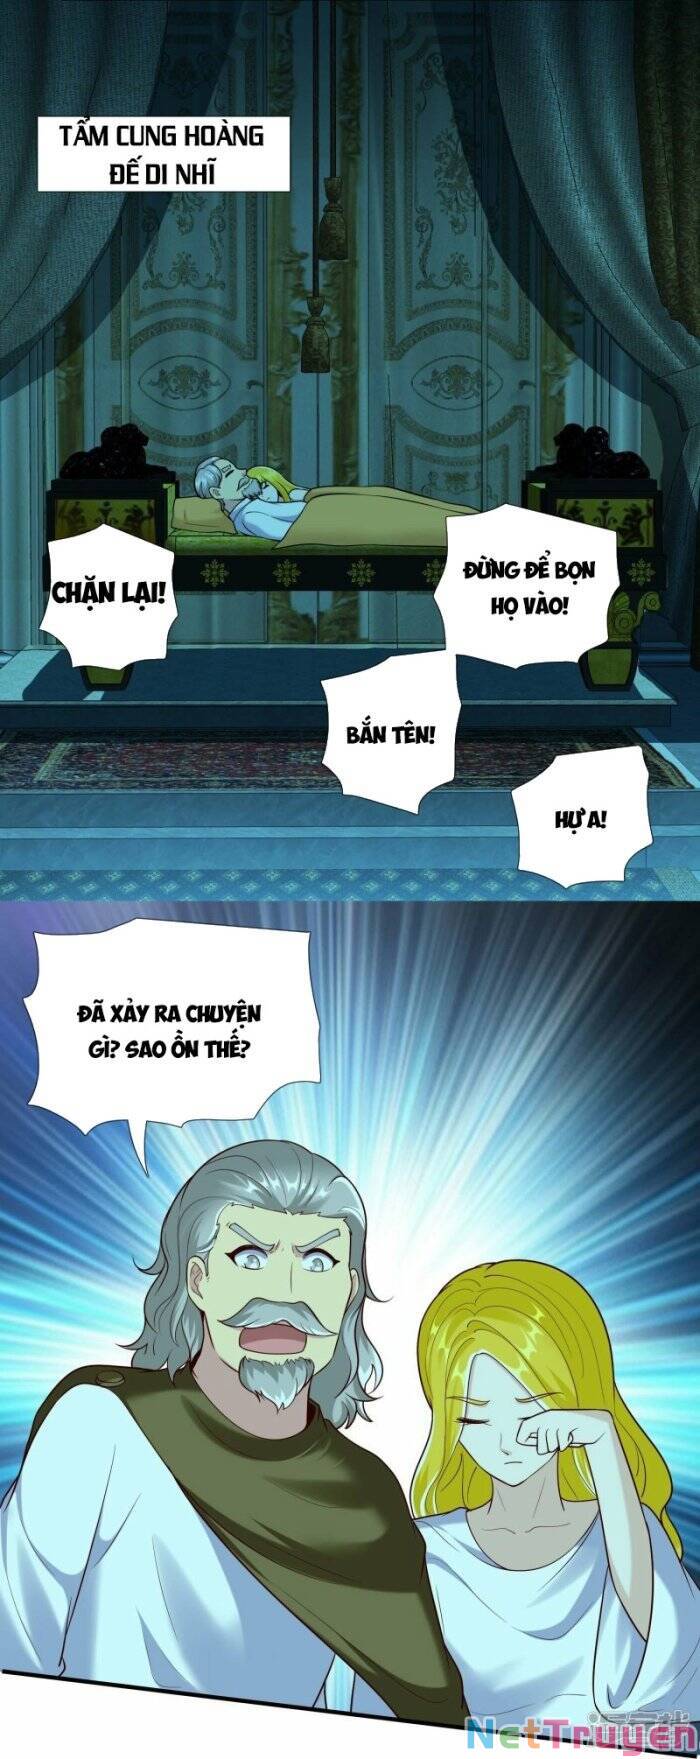 TẨM CUNG HOÀNG
ĐẾ DI NHĨ
CHẶN LẠI!
ĐỪNG ĐỂ BỌN
HỌ VÀO!
BẮN TÊN!
HỰ A!
ĐÃ XẢY RA CHUYỆN
GÌ? SAO ỒN THẾ?
NetTruyen